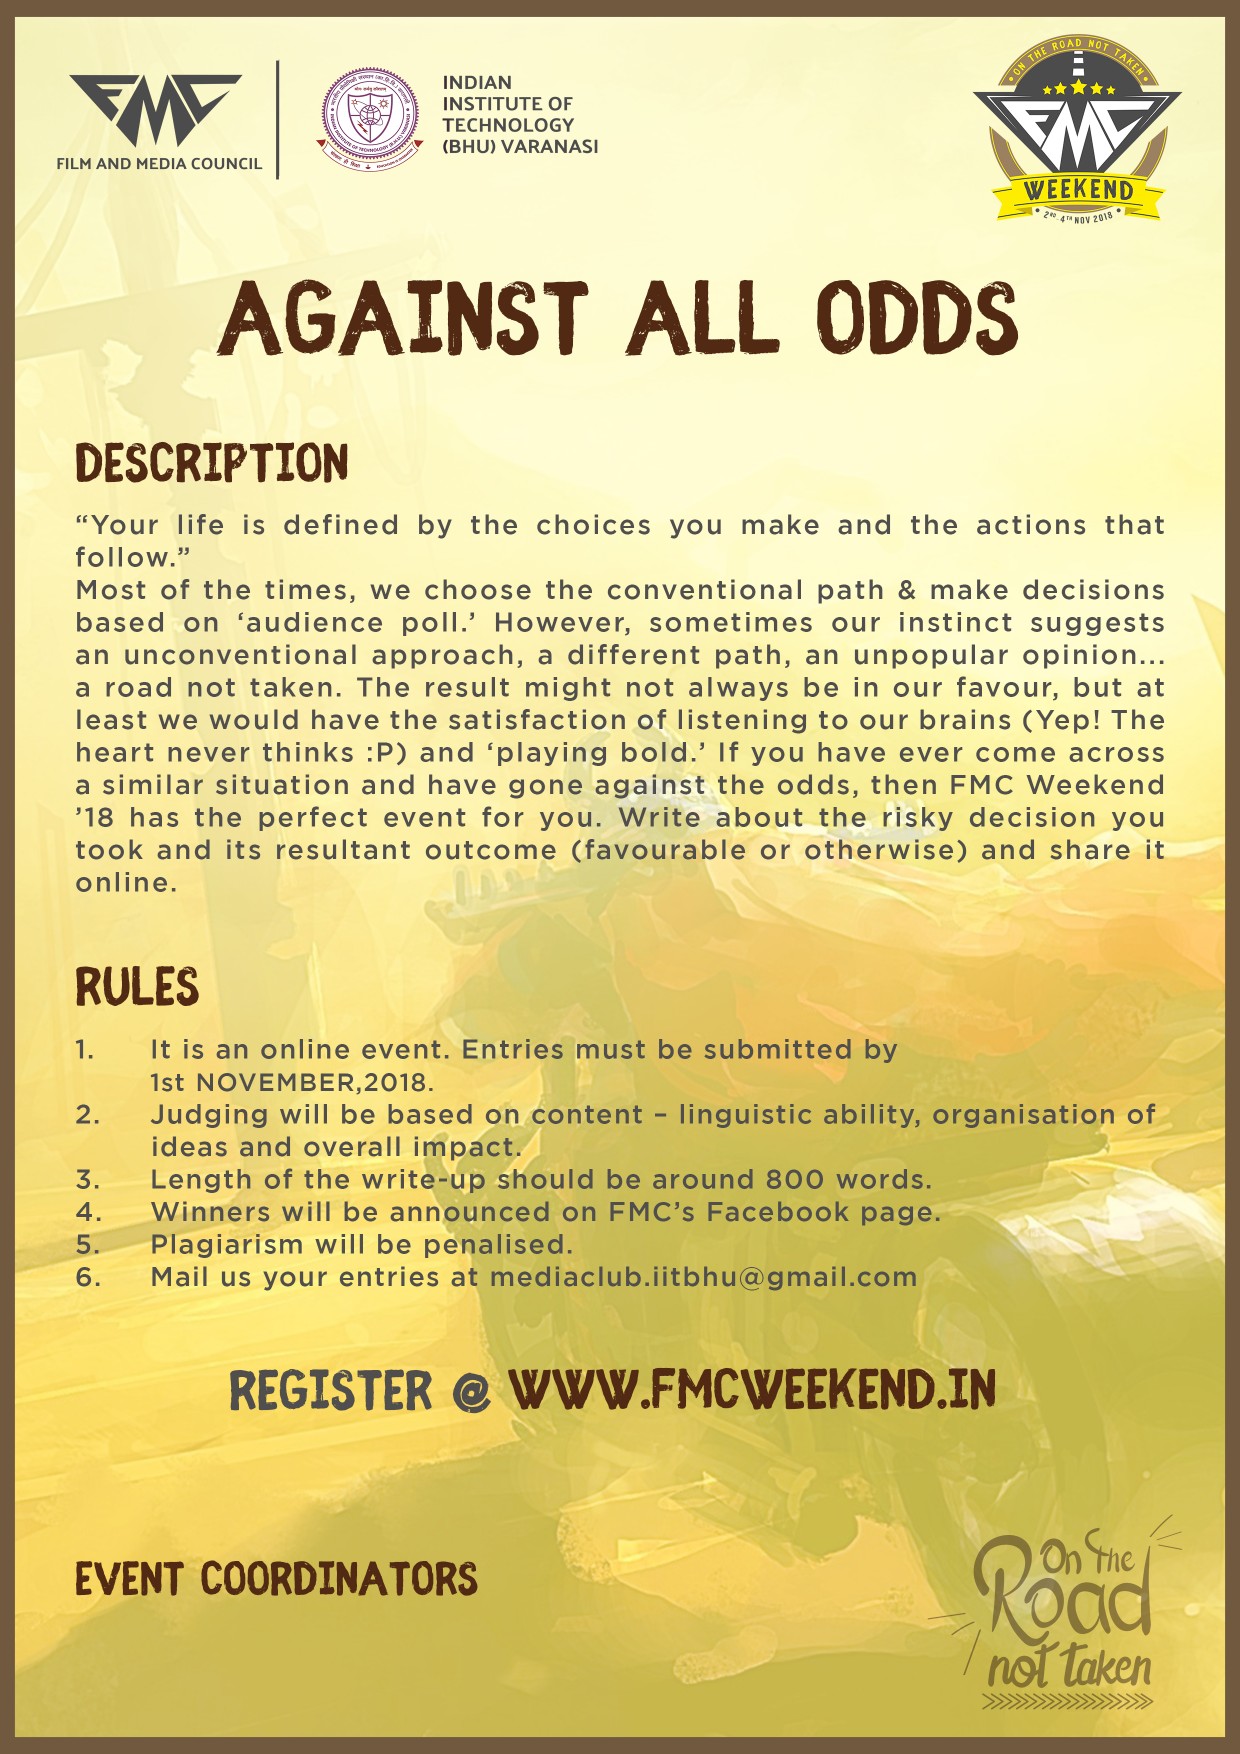 FMC
FILM AND MEDIA COUNCIL
INDIAN
INSTITUTE OF
TECHNOLOGY
(BHU) VARANASI
ON THE ROAD NOT TAKEN
FMC
WEEKEND
2ND - 4TH NOV 2018
AGAINST ALL ODDS
DESCRIPTION
“Your life is defined by the choices you make and the actions that
follow.”
Most of the times, we choose the conventional path & make decisions
based on ‘audience poll.’ However, sometimes our instinct suggests
an unconventional approach, a different path, an unpopular opinion...
a road not taken. The result might not always be in our favour, but at
least we would have the satisfaction of listening to our brains (Yep! The
heart never thinks :P) and ‘playing bold.’ If you have ever come across
a similar situation and have gone against the odds, then FMC Weekend
’18 has the perfect event for you. Write about the risky decision you
took and its resultant outcome (favourable or otherwise) and share it
online.
RULES
1. It is an online event. Entries must be submitted by
1st NOVEMBER,2018.
2. Judging will be based on content – linguistic ability, organisation of
ideas and overall impact.
3. Length of the write-up should be around 800 words.
4. Winners will be announced on FMC’s Facebook page.
5. Plagiarism will be penalised.
6. Mail us your entries at mediaclub.iitbhu@gmail.com
REGISTER @ WWW.FMCWEEKEND.IN
EVENT COORDINATORS
On the
Road
not taken